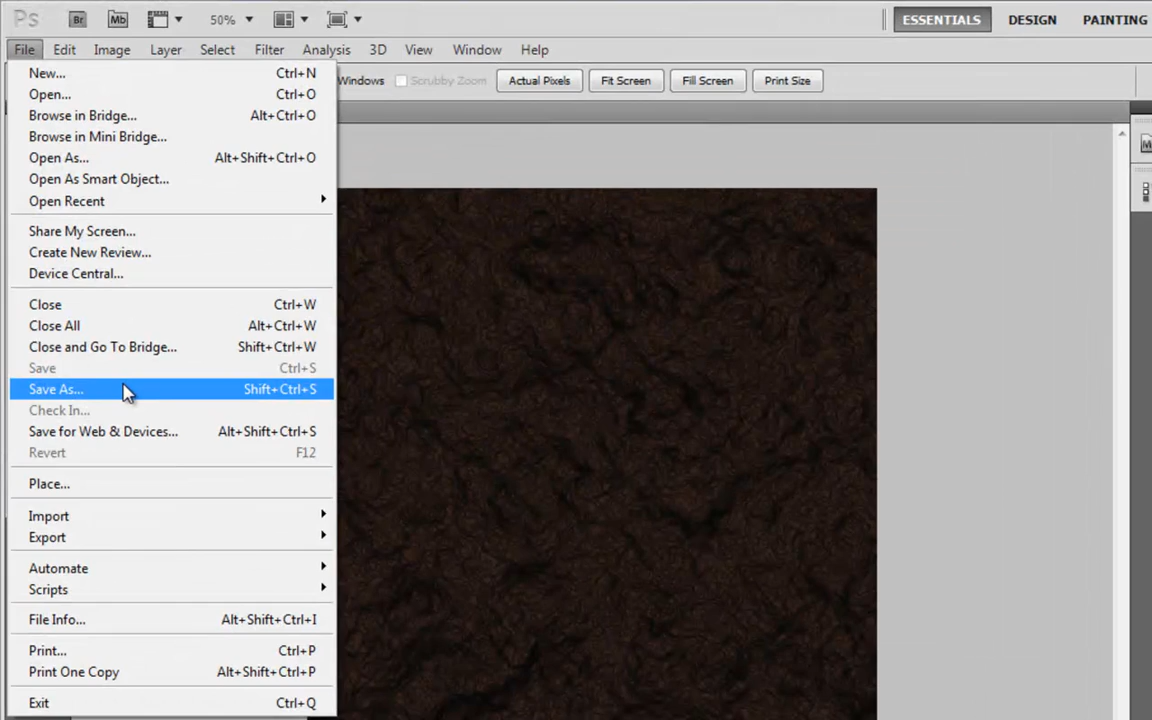 Ps Br Mb 50% ESSENTIALS DESIGN PAINTING
File Edit Image Layer Select Filter Analysis 3D View Window Help
Windows Scrubby Zoom Actual Pixels Fit Screen Fill Screen Print Size
New... Ctrl+N
Open... Ctrl+O
Browse in Bridge... Alt+Ctrl+O
Browse in Mini Bridge...
Open As... Alt+Shift+Ctrl+O
Open As Smart Object...
Open Recent
Share My Screen...
Create New Review...
Device Central...
Close Ctrl+W
Close All Alt+Ctrl+W
Close and Go To Bridge... Shift+Ctrl+W
Save Ctrl+S
Save As... Shift+Ctrl+S
Check In...
Save for Web & Devices... Alt+Shift+Ctrl+S
Revert F12
Place...
Import
Export
Automate
Scripts
File Info... Alt+Shift+Ctrl+I
Print... Ctrl+P
Print One Copy Alt+Shift+Ctrl+P
Exit Ctrl+Q